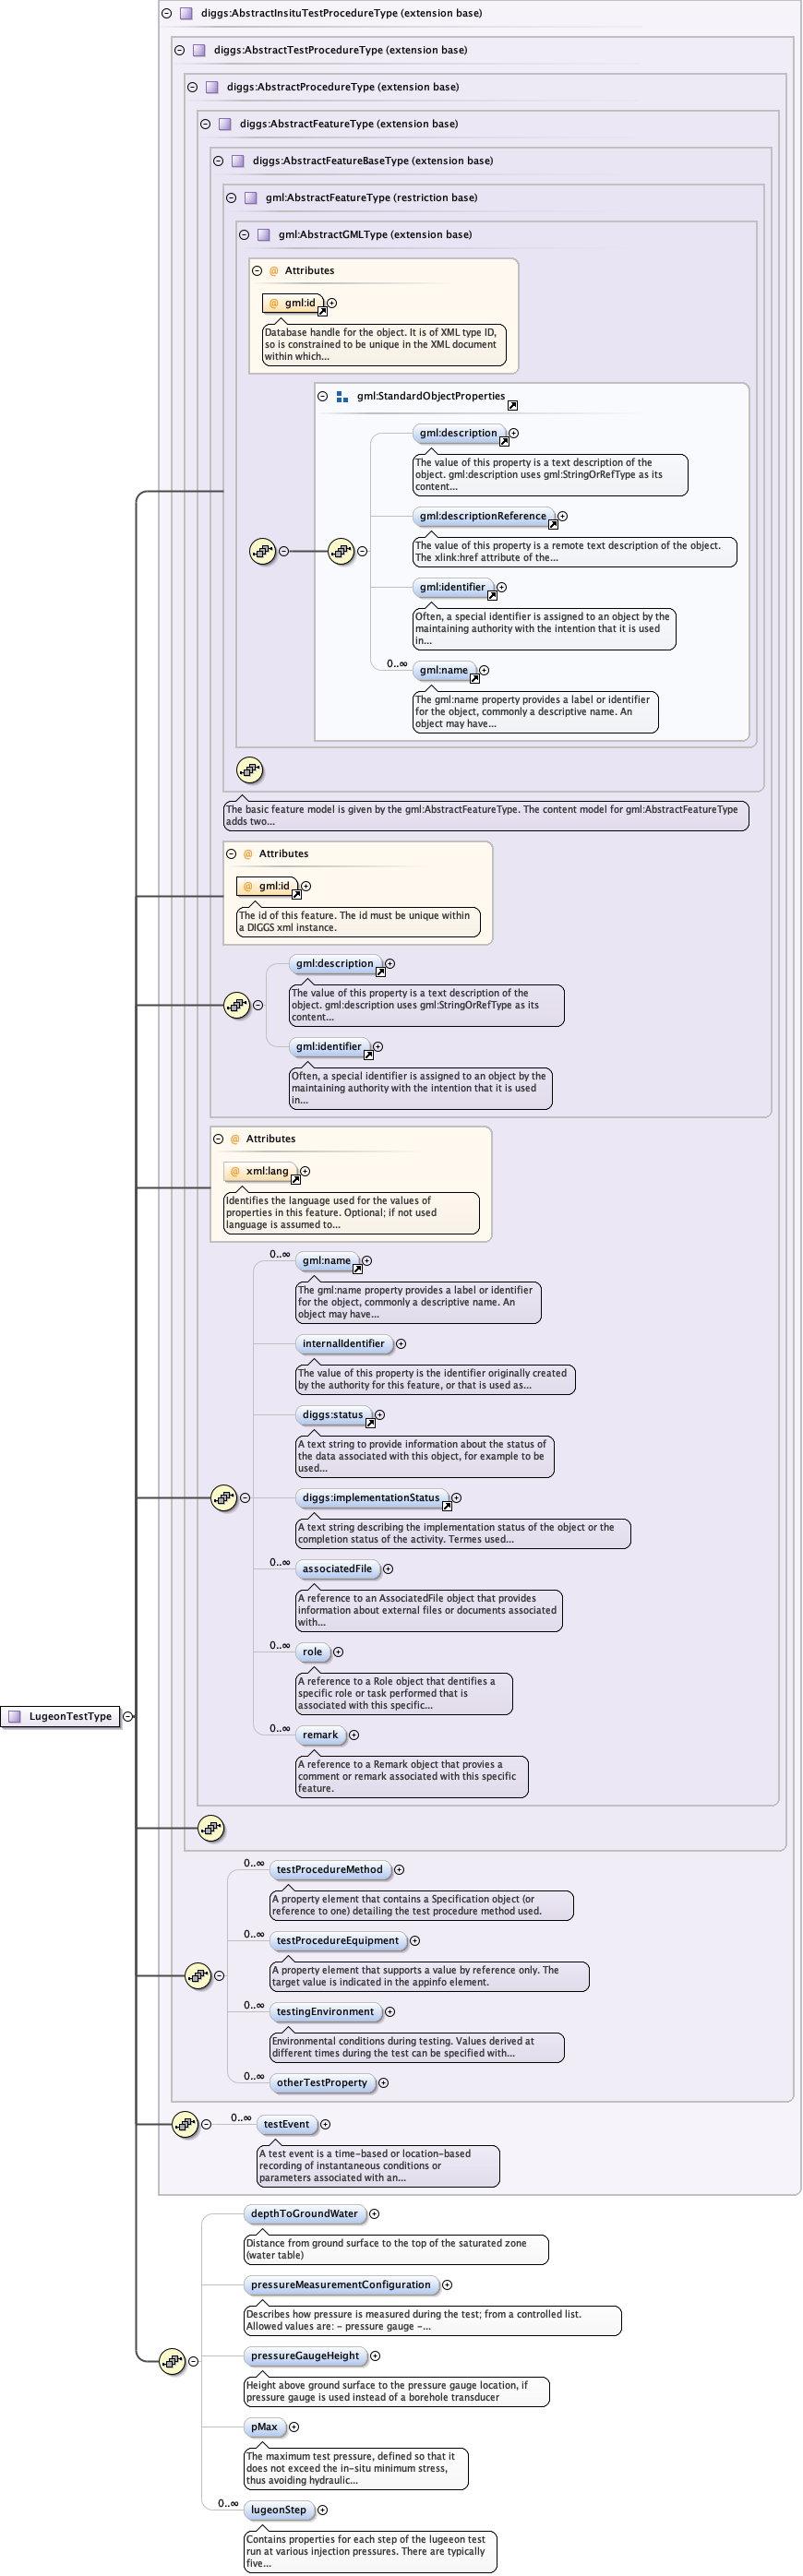 diggs:AbstractInsituTestProcedureType (extension base)
diggs:AbstractTestProcedureType (extension base)
diggs:AbstractProcedureType (extension base)
diggs:AbstractFeatureType (extension base)
diggs:AbstractFeatureBaseType (extension base)
gml:AbstractFeatureType (restriction base)
gml:AbstractGMLType (extension base)
@ Attributes
@ gml:id
Database handle for the object. It is of XML type ID,
so is constrained to be unique in the XML document
within which...
gml:StandardObjectProperties
gml:description
The value of this property is a text description of the
object. gml:description uses gml:StringOrRefType as its
content...
gml:descriptionReference
The value of this property is a remote text description of the object.
The xlink:href attribute of the...
gml:identifier
Often, a special identifier is assigned to an object by the
maintaining authority with the intention that it is used
in...
0..∞
gml:name
The gml:name property provides a label or identifier
for the object, commonly a descriptive name. An
object may have...
The basic feature model is given by the gml:AbstractFeatureType. The content model for gml:AbstractFeatureType
adds two...
@ Attributes
@ gml:id
The id of this feature. The id must be unique within
a DIGGS xml instance.
gml:description
The value of this property is a text description of the
object. gml:description uses gml:StringOrRefType as its
content...
gml:identifier
Often, a special identifier is assigned to an object by the
maintaining authority with the intention that it is used
in...
@ Attributes
@ xml:lang
Identifies the language used for the values of
properties in this feature. Optional; if not used
language is assumed to...
0..∞
gml:name
The gml:name property provides a label or identifier
for the object, commonly a descriptive name. An
object may have...
internalIdentifier
The value of this property is the identifier originally created
by the authority for this feature, or that is used as...
diggs:status
A text string to provide information about the status of
the data associated with this object, for example to be
used...
diggs:implementationStatus
A text string describing the implementation status of the object or the
completion status of the activity. Termes used...
0..∞
associatedFile
A reference to an AssociatedFile object that provides
information about external files or documents associated
with...
0..∞
role
A reference to a Role object that dentifies a
specific role or task performed that is
associated with this specific...
LugeonTestType
0..∞
remark
A reference to a Remark object that provies a
comment or remark associated with this specific
feature.
0..∞
testProcedureMethod
A property element that contains a Specification object (or
reference to one) detailing the test procedure method used.
0..∞
testProcedureEquipment
A property element that supports a value by reference only. The
target value is indicated in the appinfo element.
0..∞
testingEnvironment
Environmental conditions during testing. Values derived at
different times during the test can be specified with...
0..∞
otherTestProperty
0..∞
testEvent
A test event is a time-based or location-based
recording of instantaneous conditions or
parameters associated with an...
depthToGroundWater
Distance from ground surface to the top of the saturated zone
(water table)
pressureMeasurementConfiguration
Describes how pressure is measured during the test; from a controlled list.
Allowed values are: - pressure gauge -...
pressureGaugeHeight
Height above ground surface to the pressure gauge location, if
pressure gauge is used instead of a borehole transducer
pMax
The maximum test pressure, defined so that it
does not exceed the in-situ minimum stress,
thus avoiding hydraulic...
0..∞
lugeonStep
Contains properties for each step of the lugeeon test
run at various injection pressures. There are typically
five...